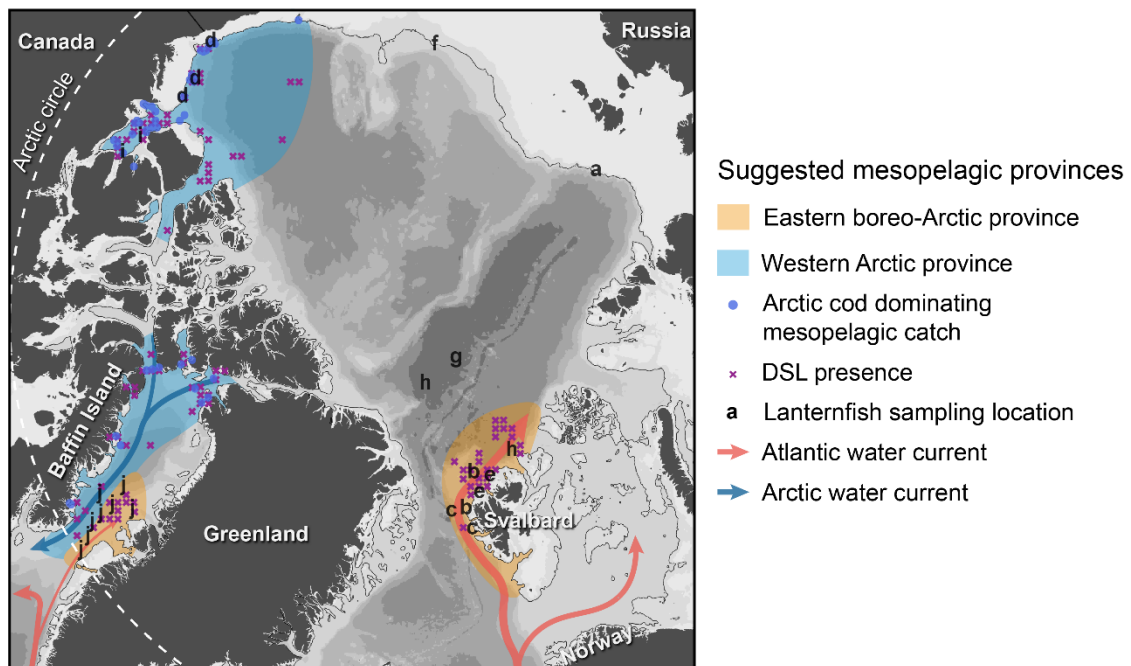 Canada
Russia
Arctic circle
d
f
d
d
i
i
a
g
h
Baffin Island
h
b
e
e
b
c
c
j
j
j
j
j
j
j
j
Svalbard
Greenland
Norway
Suggested mesopelagic provinces
Eastern boreo-Arctic province
Western Arctic province
Arctic cod dominating
mesopelagic catch
DSL presence
a Lanternfish sampling location
Atlantic water current
Arctic water current